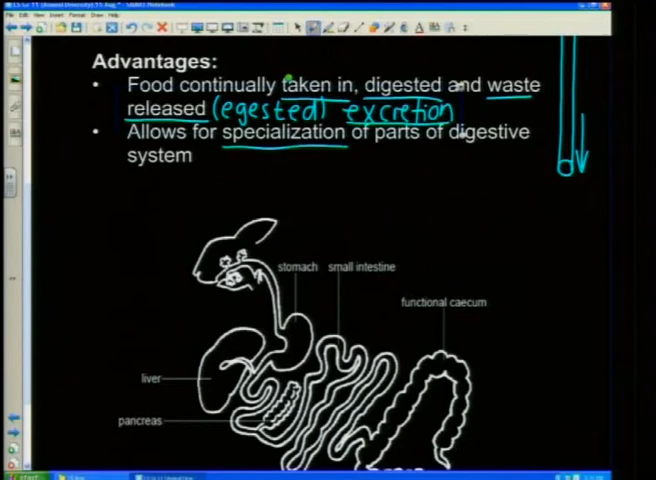 Advantages:
• Food continually taken in, digested and waste
released (egested) excretion
• Allows for specialization of parts of digestive
system
stomach small intestine
functional caecum
liver
pancreas